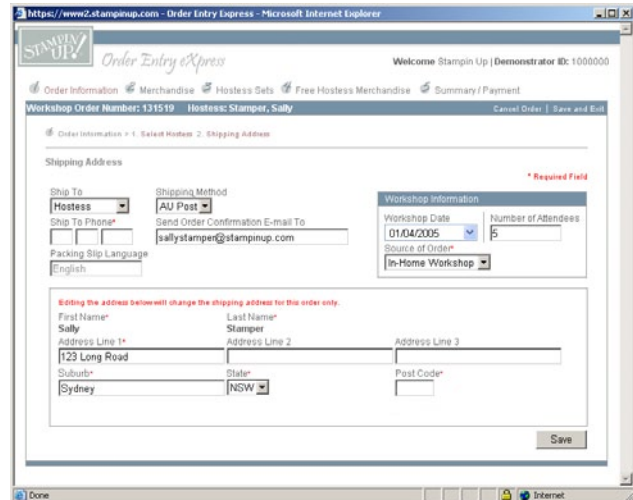 https://www2.stampinup.com - Order Entry Express - Microsoft Internet Explorer
STAMPIN' UP!
Order Entry eXpress
Welcome Stampin Up | Demonstrator ID: 1000000
Order Information Merchandise Hostess Sets Free Hostess Merchandise Summary / Payment
Workshop Order Number: 131519 Hostess: Stamper, Sally Cancel Order | Save and Exit
Order Information > 1. Select Hostess 2. Shipping Address
Shipping Address
* Required Field
Ship To Shipping Method
Hostess AU Post
Ship To Phone* Send Order Confirmation E-mail To
sallystamper@stampinup.com
Packing Slip Language
English
Workshop Information
Workshop Date Number of Attendees
01/04/2005 5
Source of Order*
In-Home Workshop
Editing the address below will change the shipping address for this order only.
First Name* Last Name*
Sally Stamper
Address Line 1* Address Line 2 Address Line 3
123 Long Road
Suburb* State* Post Code*
Sydney NSW
Save
Done Internet